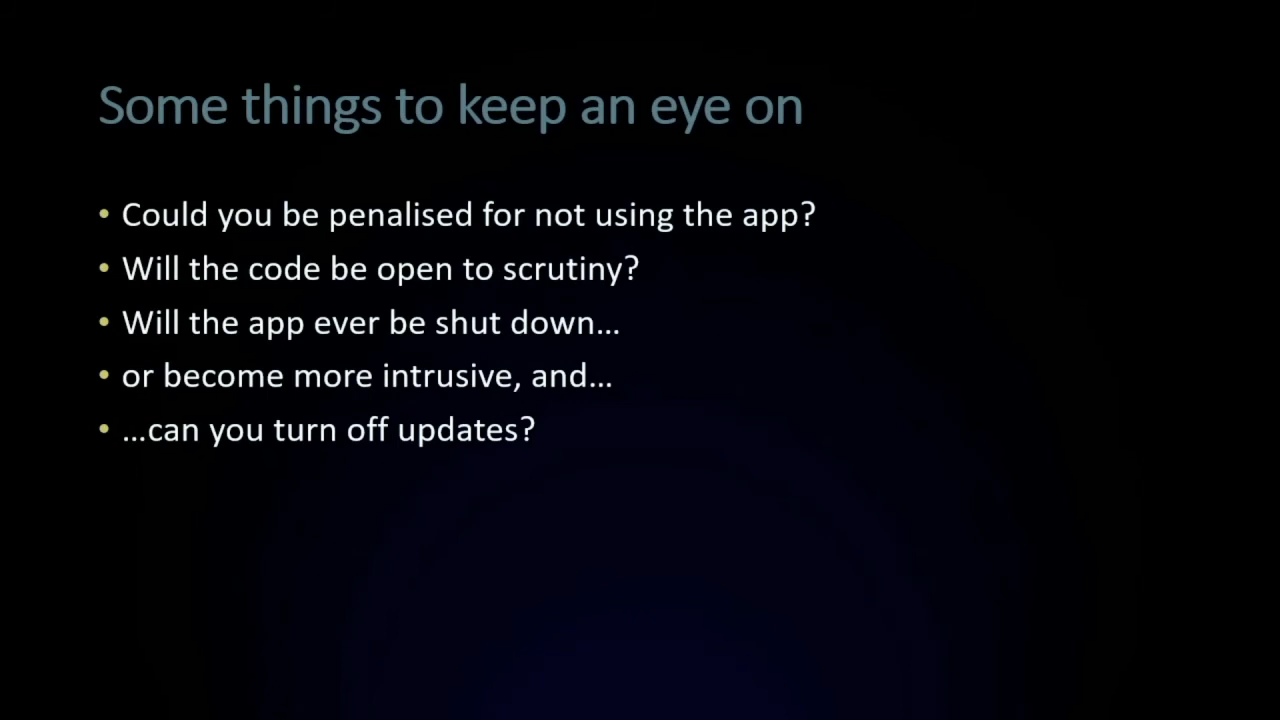 Some things to keep an eye on
• Could you be penalised for not using the app?
• Will the code be open to scrutiny?
• Will the app ever be shut down…
• or become more intrusive, and…
• …can you turn off updates?